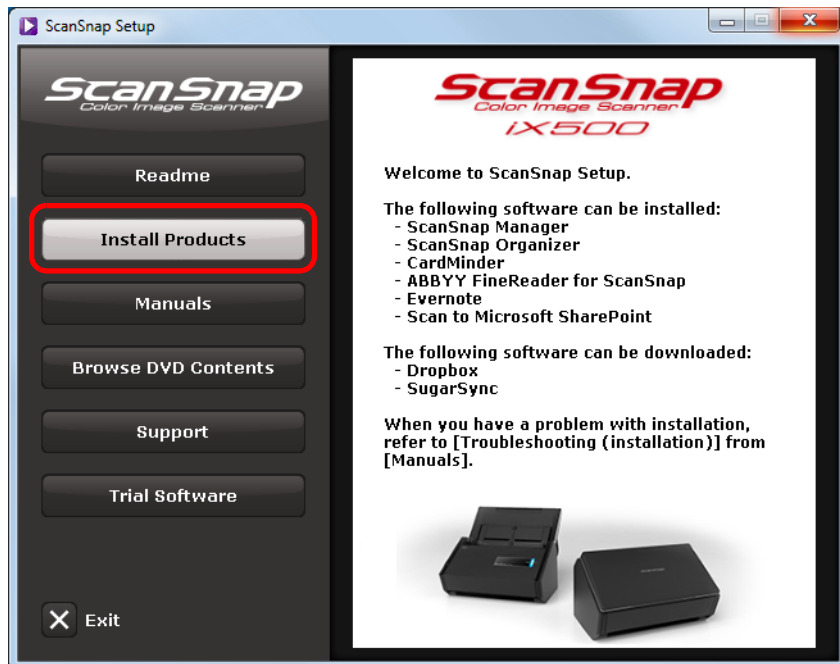 ScanSnap Setup
ScanSnap
Color Image Scanner
Readme
Install Products
Manuals
Browse DVD Contents
Support
Trial Software
Exit
ScanSnap
Color Image Scanner
iX500
Welcome to ScanSnap Setup.
The following software can be installed:
- ScanSnap Manager
- ScanSnap Organizer
- CardMinder
- ABBYY FineReader for ScanSnap
- Evernote
- Scan to Microsoft SharePoint
The following software can be downloaded:
- Dropbox
- SugarSync
When you have a problem with installation,
refer to [Troubleshooting (installation)] from
[Manuals].